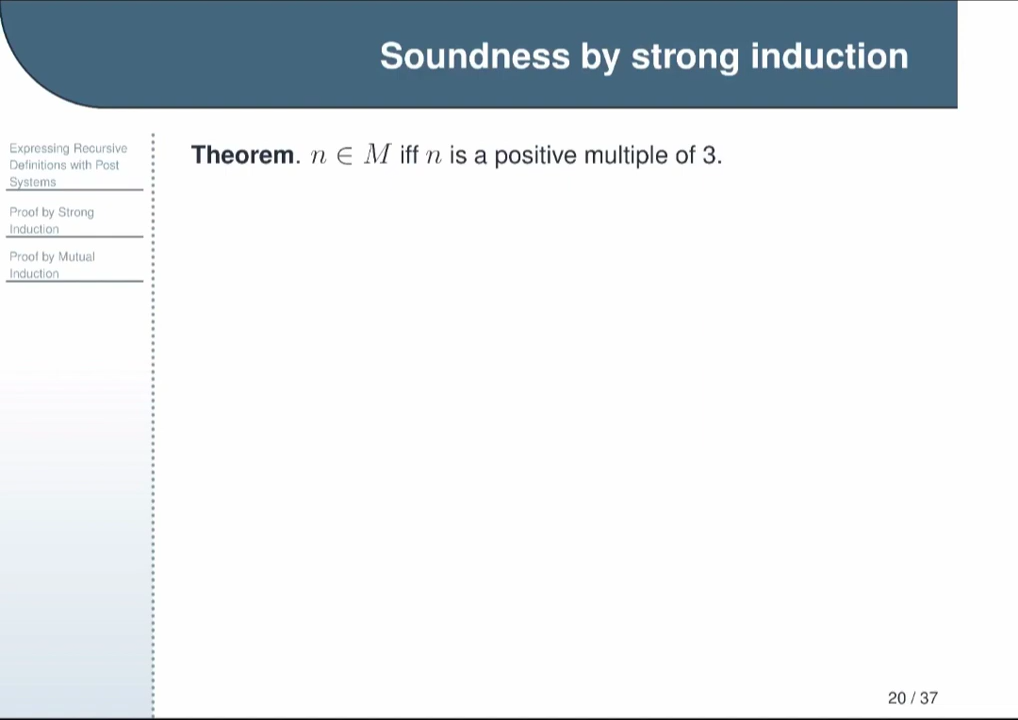 Soundness by strong induction
Expressing Recursive
Definitions with Post
Systems
Proof by Strong
Induction
Proof by Mutual
Induction
Theorem. n ∈ M iff n is a positive multiple of 3.
20 / 37